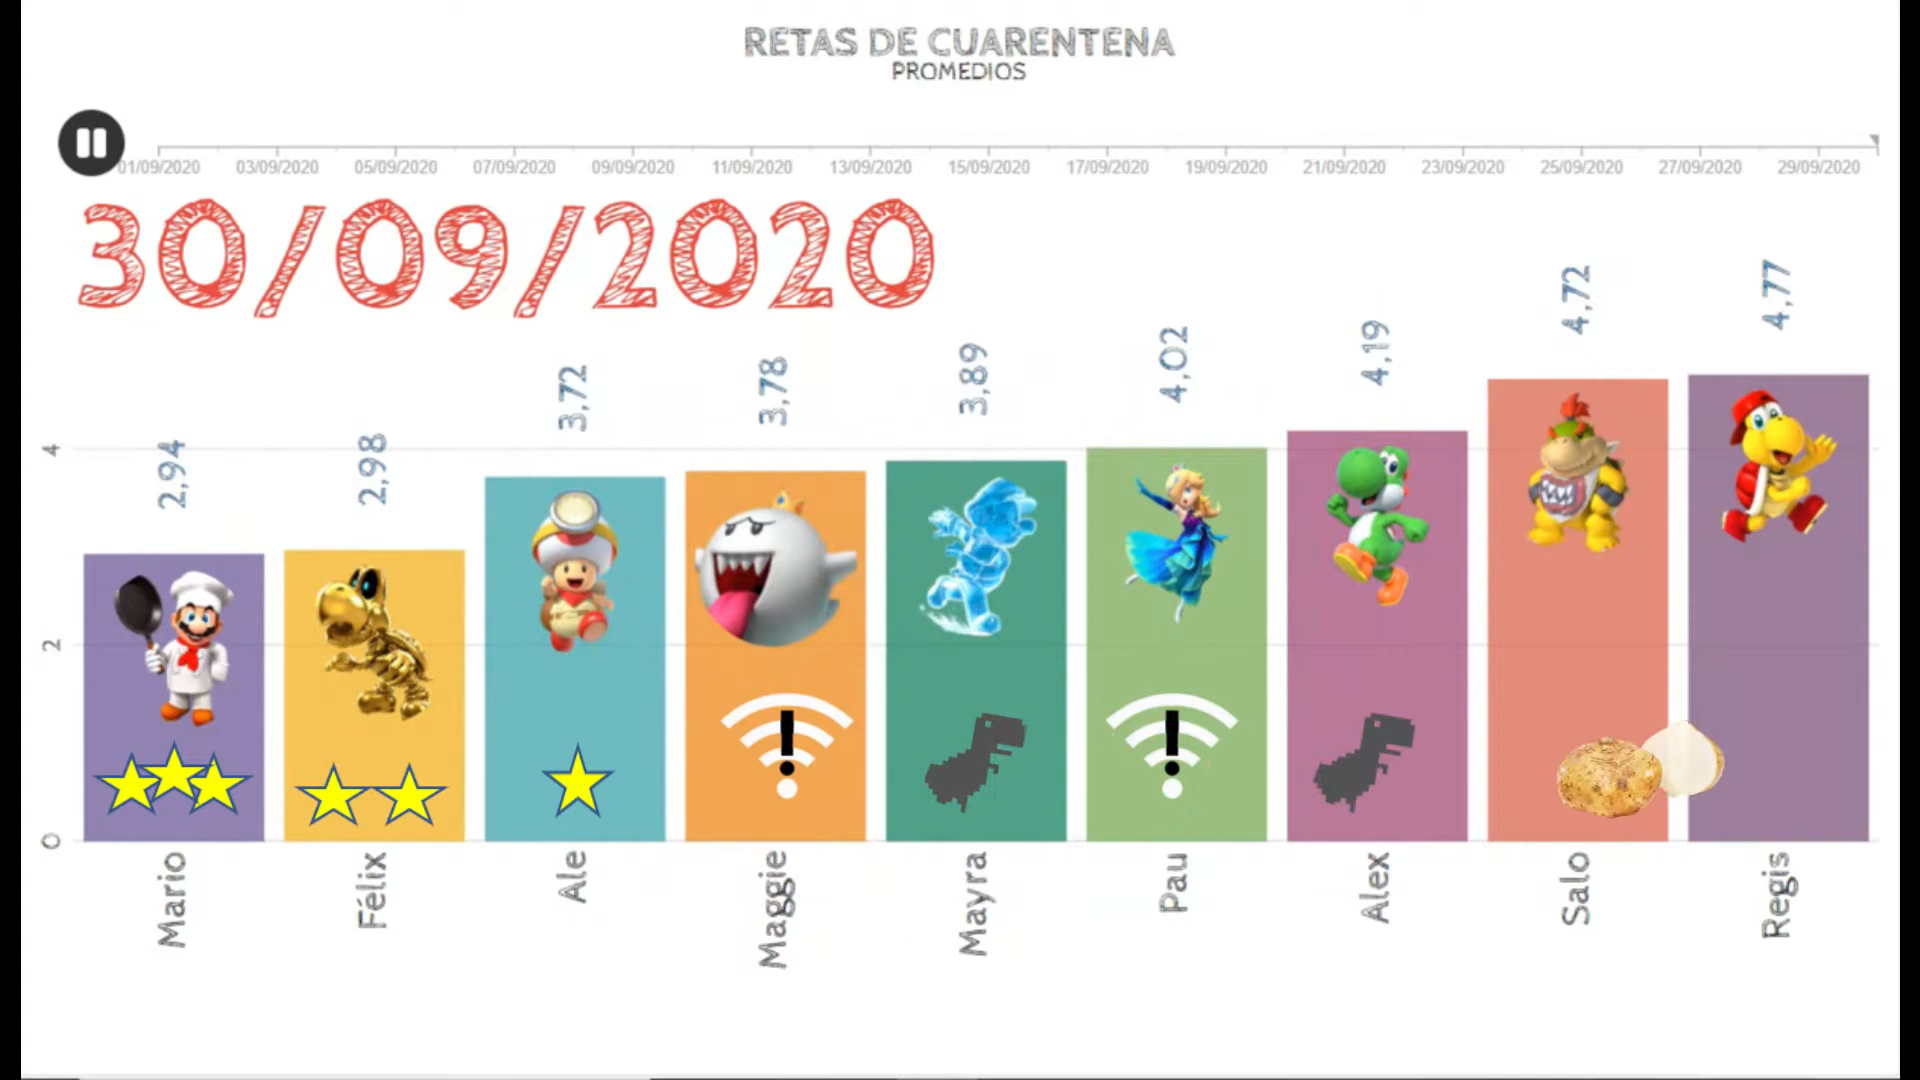 RETAS DE CUARENTENA
PROMEDIOS
01/09/2020 03/09/2020 05/09/2020 07/09/2020 09/09/2020 11/09/2020 13/09/2020 15/09/2020 17/09/2020 19/09/2020 21/09/2020 23/09/2020 25/09/2020 27/09/2020 29/09/2020
30/09/2020
2,94 2,98 3,72 3,78 3,89 4,02 4,19 4,72 4,77
4
2
0
Mario Félix Ale Maggie Mayra Pau Alex Salo Regis